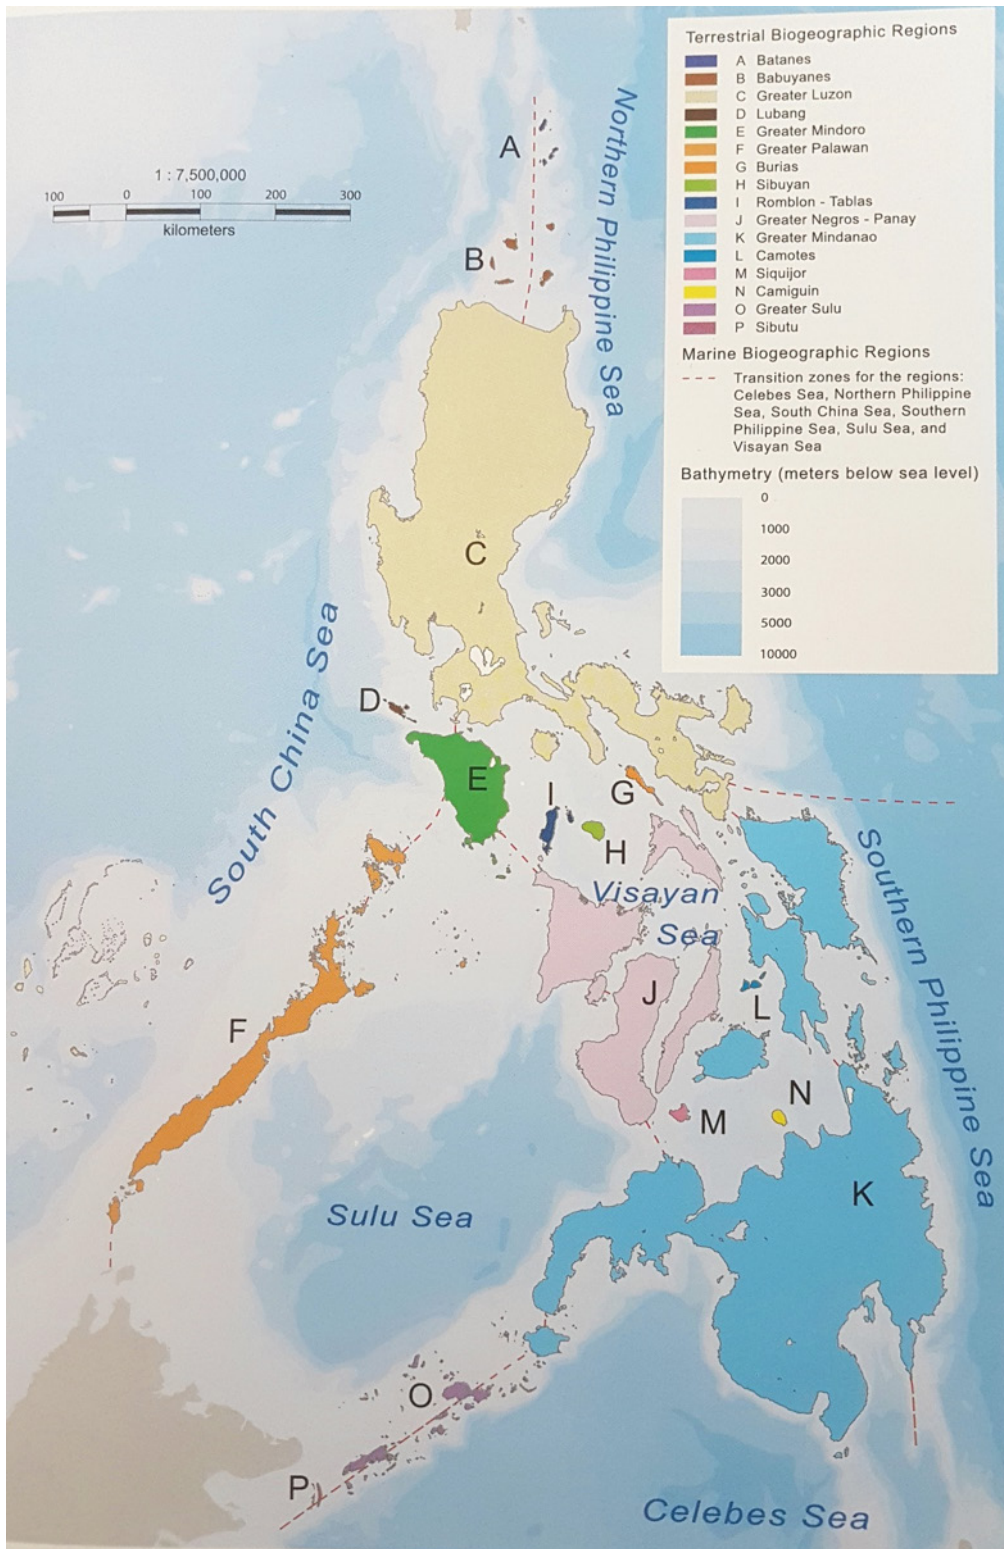 Terrestrial Biogeographic Regions
A Batanes
B Babuyanes
C Greater Luzon
D Lubang
E Greater Mindoro
F Greater Palawan
G Burias
H Sibuyan
I Romblon - Tablas
J Greater Negros - Panay
K Greater Mindanao
L Camotes
M Siquijor
N Camiguin
O Greater Sulu
P Sibutu
Marine Biogeographic Regions
Transition zones for the regions:
Celebes Sea, Northern Philippine
Sea, South China Sea, Southern
Philippine Sea, Sulu Sea, and
Visayan Sea
Bathymetry (meters below sea level)
0
1000
2000
3000
5000
10000
1 : 7,500,000
100 0 100 200 300
kilometers
Northern Philippine Sea
A
B
C
South China Sea
D
E
I
G
H
Visayan
Sea
Southern Philippine Sea
J
L
F
N
M
K
Sulu Sea
O
P
Celebes Sea